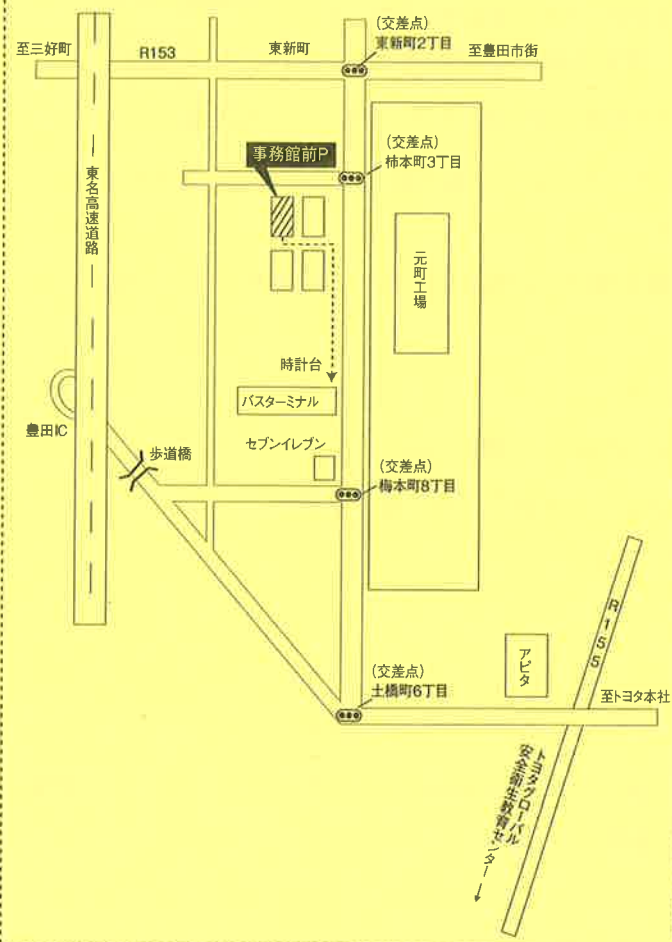 (交差点)
東新町2丁目
至三好町
R153
東新町
至豊田市街
(交差点)
柿本町3丁目
事務館前P
東名高速道路
元町工場
時計台
バスターミナル
豊田IC
歩道橋
セブンイレブン
(交差点)
梅本町8丁目
R155
アピタ
(交差点)
土橋町6丁目
至トヨタ本社
トヨタグローバル
安全衛生教育センター